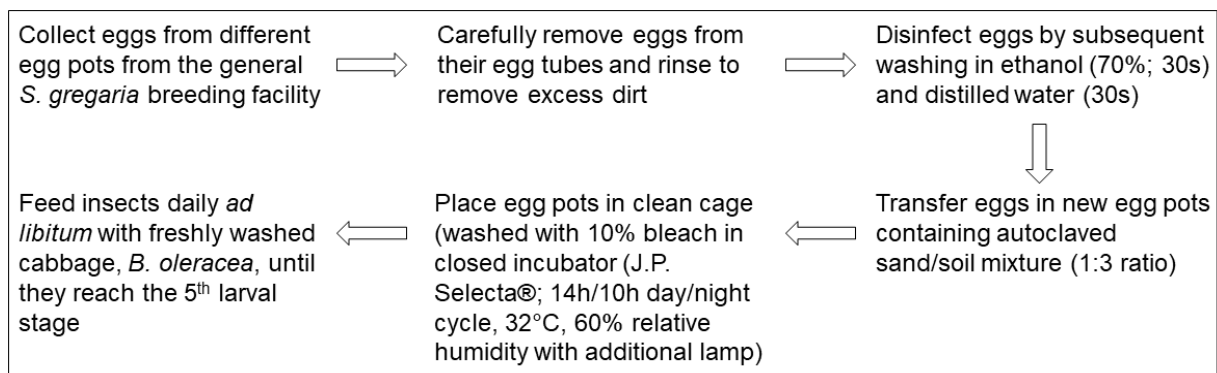 Collect eggs from different
egg pots from the general
S. gregaria breeding facility
Carefully remove eggs from
their egg tubes and rinse to
remove excess dirt
Disinfect eggs by subsequent
washing in ethanol (70%; 30s)
and distilled water (30s)
Transfer eggs in new egg pots
containing autoclaved
sand/soil mixture (1:3 ratio)
Place egg pots in clean cage
(washed with 10% bleach in
closed incubator (J.P.
Selecta®; 14h/10h day/night
cycle, 32°C, 60% relative
humidity with additional lamp)
Feed insects daily ad
libitum with freshly washed
cabbage, B. oleracea, until
they reach the 5th larval
stage